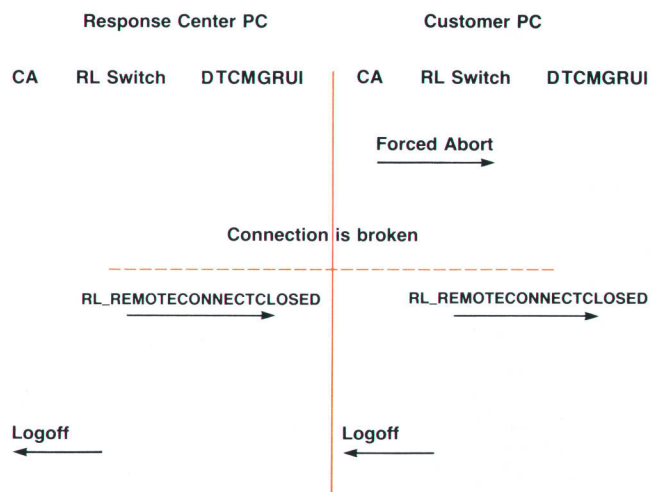 Response Center PC Customer PC
CA RL Switch DTCMGRUI CA RL Switch DTCMGRUI
Forced Abort
Connection is broken
RL_REMOTECONNECTCLOSED RL_REMOTECONNECTCLOSED
Logoff Logoff